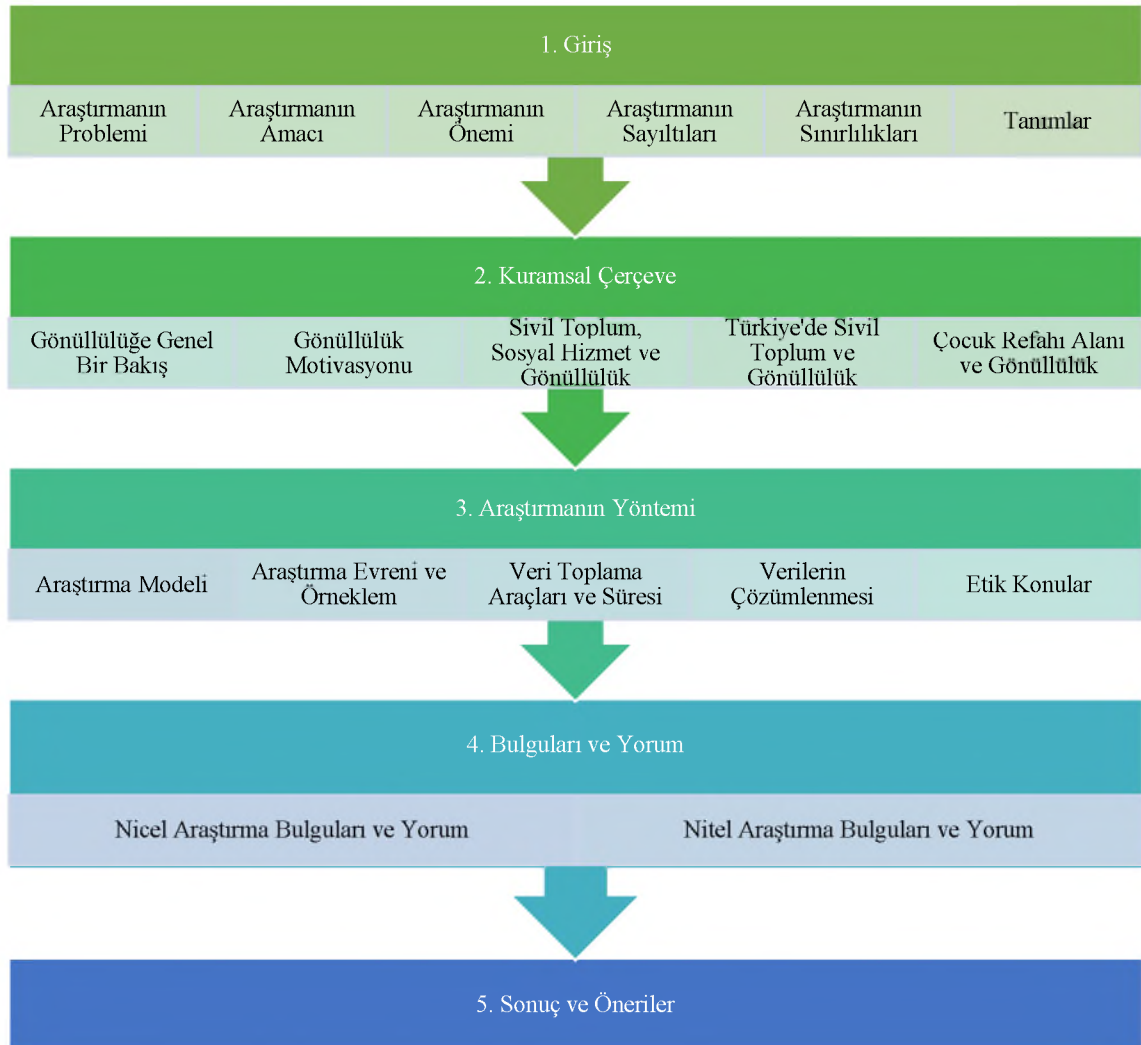 1. Giriş
Araştırmanın
Problemi
Araştırmanın
Amacı
Araştırmanın
Önemi
Araştırmanın
Sayıltıları
Araştırmanın
Sınırlılıkları
Tanımlar
2. Kuramsal Çerçeve
Gönüllülüğe Genel
Bir Bakış
Gönüllülük
Motivasyonu
Sivil Toplum,
Sosyal Hizmet ve
Gönüllülük
Türkiye'de Sivil
Toplum ve
Gönüllülük
Çocuk Refahı Alanı
ve Gönüllülük
3. Araştırmanın Yöntemi
Araştırma Modeli
Araştırma Evreni ve
Örneklem
Veri Toplama
Araçları ve Süresi
Verilerin
Çözümlenmesi
Etik Konular
4. Bulguları ve Yorum
Nicel Araştırma Bulguları ve Yorum
Nitel Araştırma Bulguları ve Yorum
5. Sonuç ve Öneriler